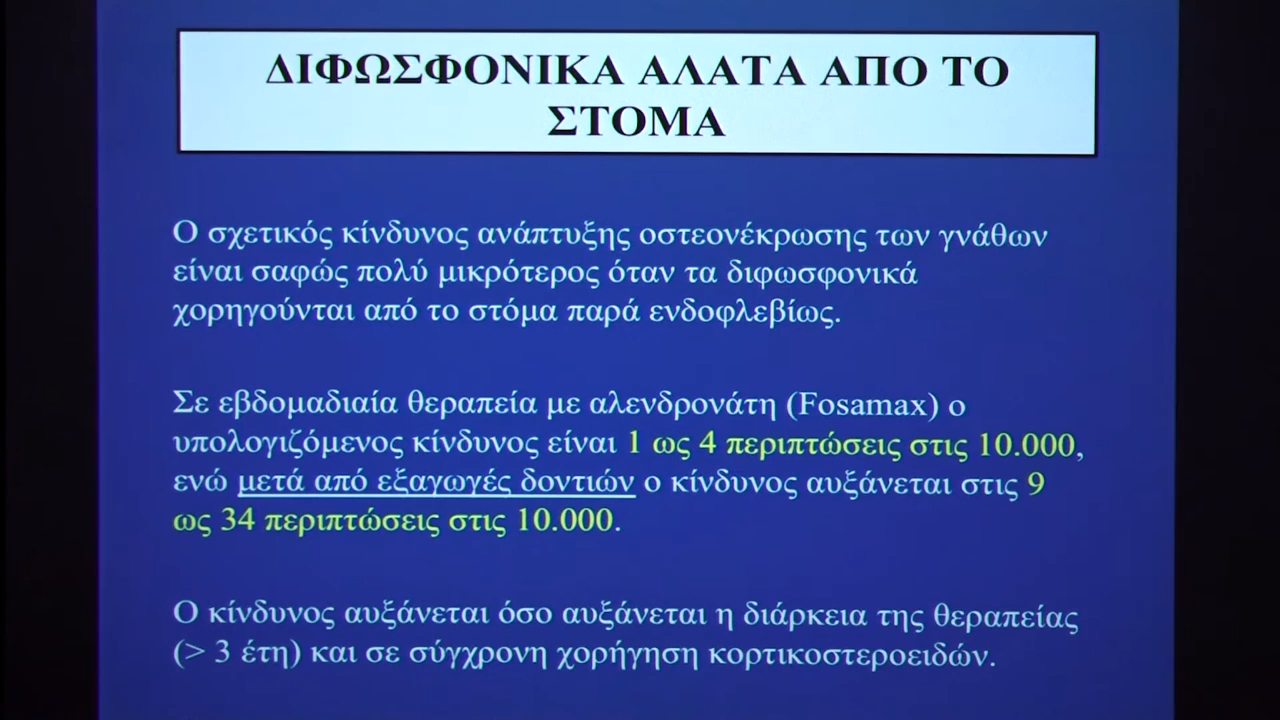 ΔΙΦΩΣΦΟΝΙΚΑ ΑΛΑΤΑ ΑΠΟ ΤΟ
ΣΤΟΜΑ
Ο σχετικός κίνδυνος ανάπτυξης οστεονέκρωσης των γνάθων
είναι σαφώς πολύ μικρότερος όταν τα διφωσφονικά
χορηγούνται από το στόμα παρά ενδοφλεβίως.
Σε εβδομαδιαία θεραπεία με αλενδρονάτη (Fosamax) ο
υπολογιζόμενος κίνδυνος είναι 1 ως 4 περιπτώσεις στις 10.000,
ενώ μετά από εξαγωγές δοντιών ο κίνδυνος αυξάνεται στις 9
ως 34 περιπτώσεις στις 10.000.
Ο κίνδυνος αυξάνεται όσο αυξάνεται η διάρκεια της θεραπείας
(> 3 έτη) και σε σύγχρονη χορήγηση κορτικοστεροειδών.